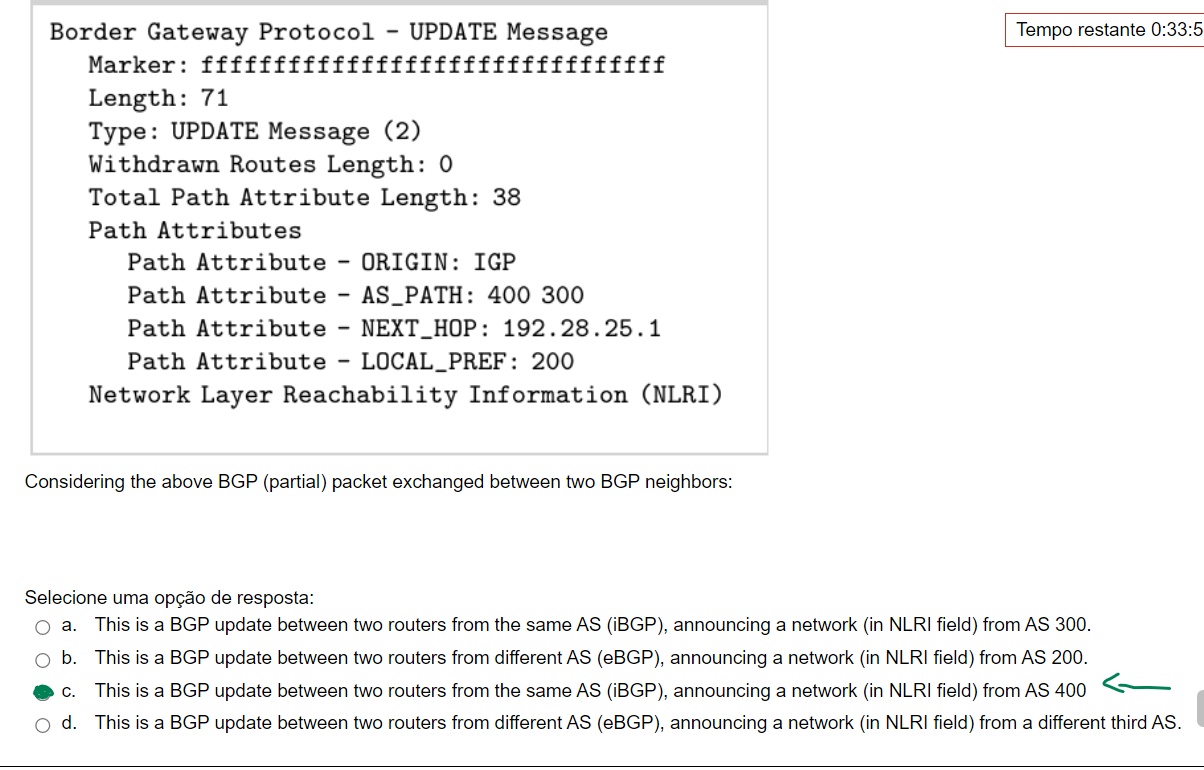 Border Gateway Protocol - UPDATE Message
Tempo restante 0:33:5
Marker: ffffffffffffffffffffffffffffffff
Length: 71
Type: UPDATE Message (2)
Withdrawn Routes Length: 0
Total Path Attribute Length: 38
Path Attributes
Path Attribute - ORIGIN: IGP
Path Attribute - AS_PATH: 400 300
Path Attribute - NEXT_HOP: 192.28.25.1
Path Attribute - LOCAL_PREF: 200
Network Layer Reachability Information (NLRI)
Considering the above BGP (partial) packet exchanged between two BGP neighbors:
Selecione uma opção de resposta:
a. This is a BGP update between two routers from the same AS (iBGP), announcing a network (in NLRI field) from AS 300.
b. This is a BGP update between two routers from different AS (eBGP), announcing a network (in NLRI field) from AS 200.
c. This is a BGP update between two routers from the same AS (iBGP), announcing a network (in NLRI field) from AS 400
d. This is a BGP update between two routers from different AS (eBGP), announcing a network (in NLRI field) from a different third AS.